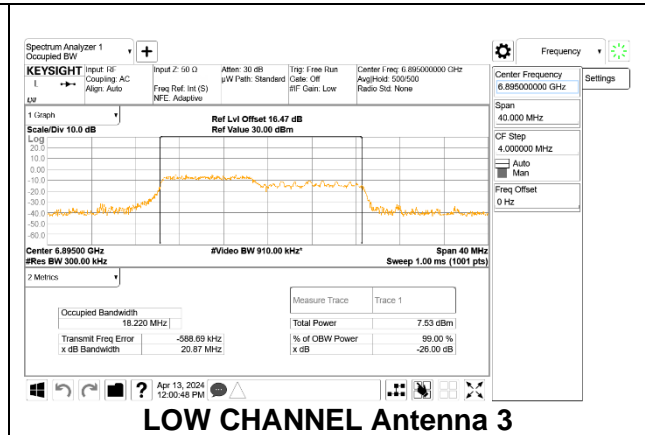 Spectrum Analyzer 1
Occupied BW
Frequency
KEYSIGHT
Input: RF
Coupling: AC
Align: Auto
Input Z: 50 Ω
Freq Ref: Int (S)
NFE: Adaptive
Atten: 30 dB
µW Path: Standard
Trig: Free Run
Gate: Off
#IF Gain: Low
Center Freq: 6.895000000 GHz
Avg|Hold: 500/500
Radio Std: None
Center Frequency
6.895000000 GHz
Settings
Span
40.000 MHz
CF Step
4.000000 MHz
Auto
Man
Freq Offset
0 Hz
1 Graph
Scale/Div 10.0 dB
Ref Lvl Offset 16.47 dB
Ref Value 30.00 dBm
Log
20.0
10.0
0.00
-10.0
-20.0
-30.0
-40.0
-50.0
-60.0
Center 6.89500 GHz
#Res BW 300.00 kHz
#Video BW 910.00 kHz*
Span 40 MHz
Sweep 1.00 ms (1001 pts)
2 Metrics
Measure Trace Trace 1
Occupied Bandwidth
18.220 MHz
Total Power 7.53 dBm
Transmit Freq Error -588.69 kHz
% of OBW Power 99.00 %
x dB Bandwidth 20.87 MHz
x dB -26.00 dB
? Apr 13, 2024
12:00:48 PM
LOW CHANNEL Antenna 3